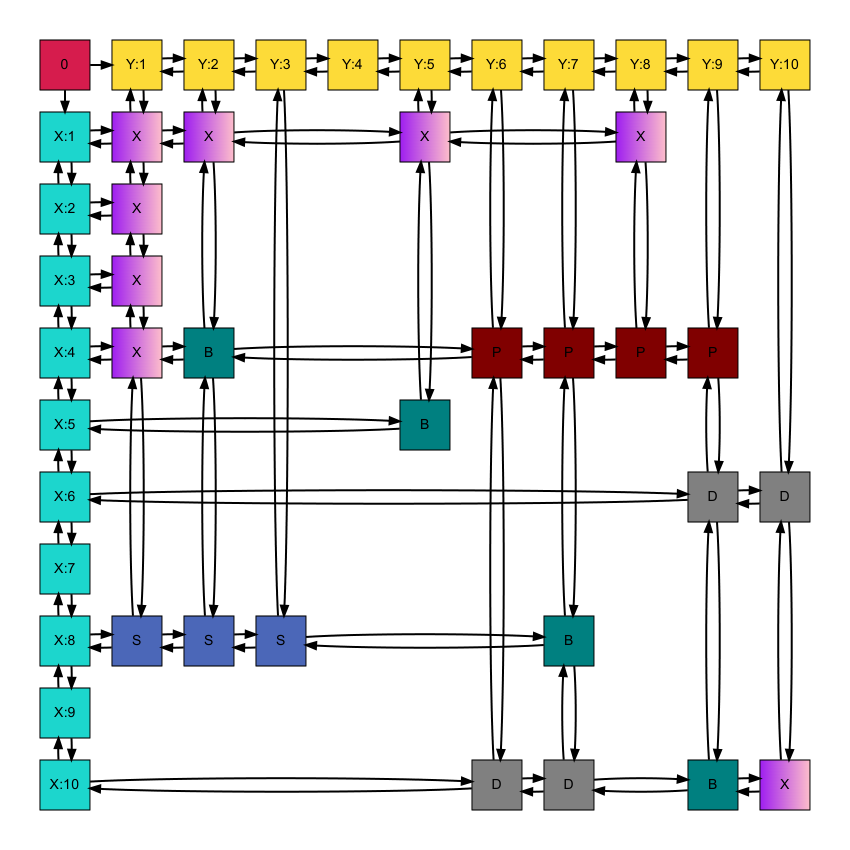 0 Y:1 Y:2 Y:3 Y:4 Y:5 Y:6 Y:7 Y:8 Y:9 Y:10
X:1 X X X X
X:2 X
X:3 X
X:4 X B P P P P
X:5 B
X:6 D D
X:7
X:8 S S S B
X:9
X:10 D D B X